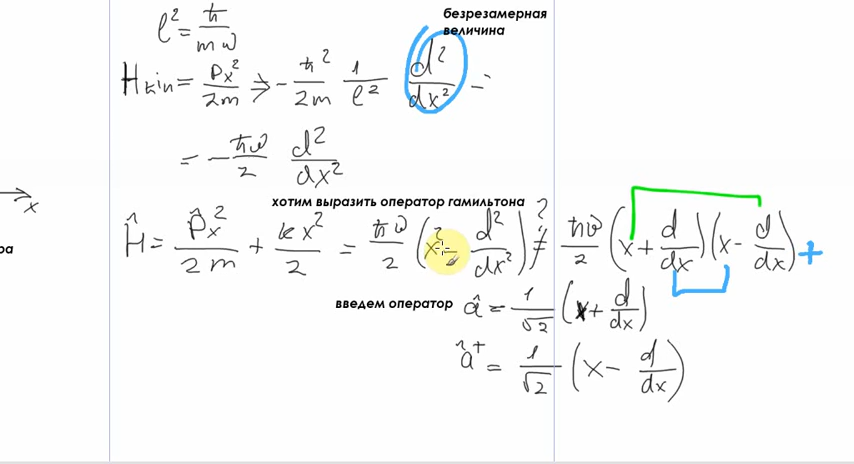 ℓ² = ħ/(mω)
безрезамерная
величина
H_kin = p_x²/(2m) ⇒ -ħ²/(2m) 1/ℓ² d²/dx² =
= -ħω/2 d²/dx²
x
хотим выразить оператор гамильтона
ра
Ĥ = P̂_x²/(2m) + kx²/2 = ħω/2 (x² - d²/dx²) ≟ ħω/2 (x + d/dx)(x - d/dx) +
введем оператор
â = 1/√2 (x + d/dx)
â⁺ = 1/√2 (x - d/dx)